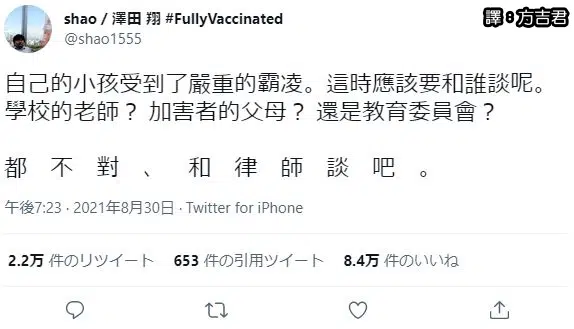 shao / 澤田 翔 #FullyVaccinated
@shao1555
譯：方吉君
自己的小孩受到了嚴重的霸凌。這時應該要和誰談呢。
學校的老師？ 加害者的父母？ 還是教育委員會？
都 不 對 、 和 律 師 談 吧 。
午後7:23 · 2021年8月30日 · Twitter for iPhone
2.2万 件のリツイート 653 件の引用ツイート 8.4万 件のいいね